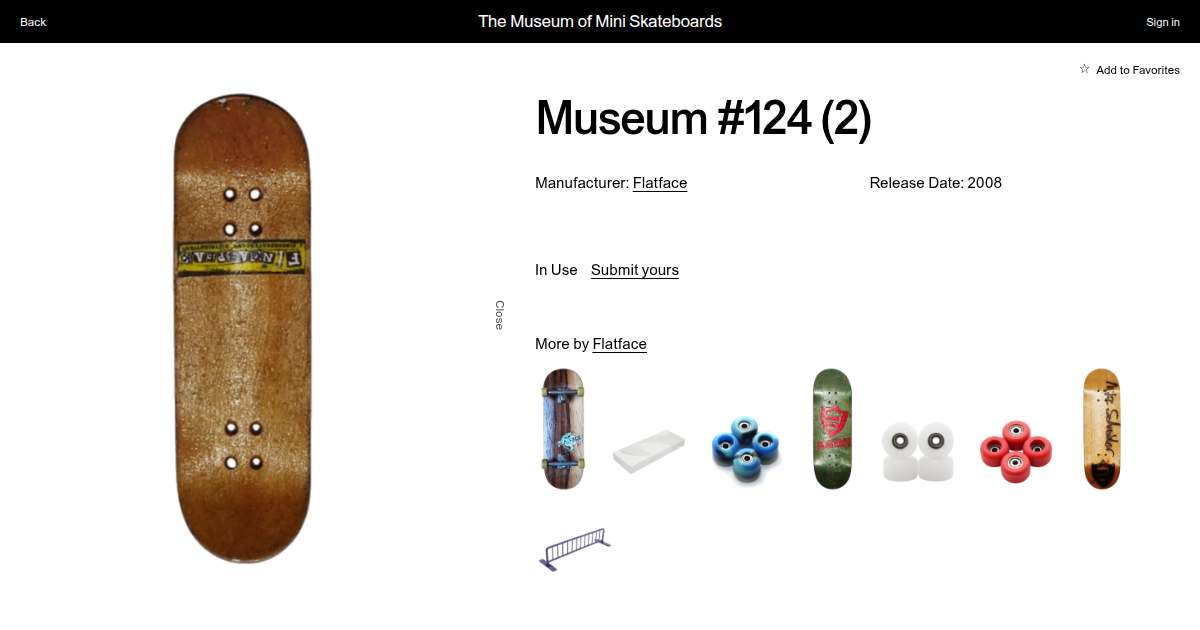 Back
The Museum of Mini Skateboards
Sign in
☆ Add to Favorites
Museum #124 (2)
Manufacturer: Flatface
Release Date: 2008
In Use Submit yours
Close
More by Flatface